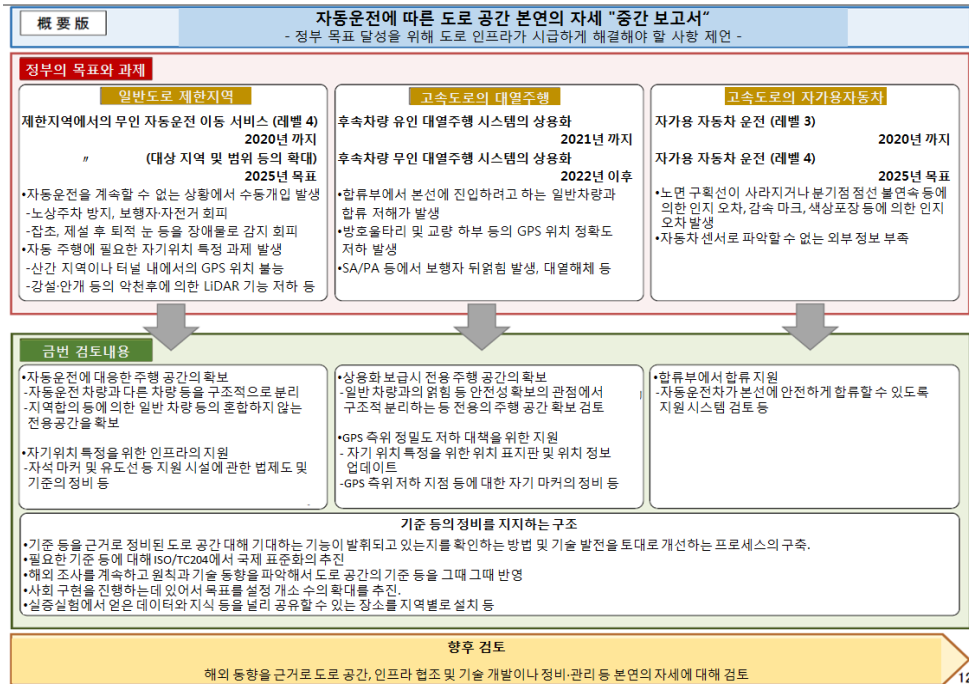 概要版
자동운전에 따른 도로 공간 본연의 자세 "중간 보고서“
- 정부 목표 달성을 위해 도로 인프라가 시급하게 해결해야 할 사항 제언 -
정부의 목표와 과제
일반도로 제한지역
제한지역에서의 무인 자동운전 이동 서비스 (레벨 4)
2020년 까지
〃 (대상 지역 및 범위 등의 확대)
2025년 목표
•자동운전을 계속할 수 없는 상황에서 수동개입 발생
-노상주차 방지, 보행자·자전거 회피
-잡초, 제설 후 퇴적 눈 등을 장애물로 감지 회피
•자동 주행에 필요한 자기위치 특정 과제 발생
-산간 지역이나 터널 내에서의 GPS 위치 불능
-강설·안개 등의 악천후에 의한 LiDAR 기능 저하 등
고속도로의 대열주행
후속차량 유인 대열주행 시스템의 상용화
2021년 까지
후속차량 무인 대열주행 시스템의 상용화
2022년 이후
•합류부에서 본선에 진입하려고 하는 일반차량과
합류 저해가 발생
•방호울타리 및 교량 하부 등의 GPS 위치 정확도
저하 발생
•SA/PA 등에서 보행자 뒤얽힘 발생, 대열해체 등
고속도로의 자가용자동차
자가용 자동차 운전 (레벨 3)
2020년 까지
자가용 자동차 운전 (레벨 4)
2025년 목표
•노면 구획선이 사라지거나 분기점 점선 불연속 등에
의한 인지 오차, 감속 마크, 색상포장 등에 의한 인지
오차 발생
•자동차 센서로 파악할 수 없는 외부 정보 부족
금번 검토내용
•자동운전에 대응한 주행 공간의 확보
-자동운전 차량과 다른 차량 등을 구조적으로 분리
-지역합의 등에 의한 일반 차량 등의 혼합하지 않는
전용공간을 확보
•자기위치 특정을 위한 인프라의 지원
-자석 마커 및 유도선 등 지원 시설에 관한 법제도 및
기준의 정비 등
•상용화 보급시 전용 주행 공간의 확보
-일반 차량과의 얽힘 등 안전성 확보의 관점에서
구조적 분리하는 등 전용의 주행 공간 확보 검토
•GPS 측위 정밀도 저하 대책을 위한 지원
- 자기 위치 특정을 위한 위치 표지판 및 위치 정보
업데이트
-GPS 측위 저하 지점 등에 대한 자기 마커의 정비 등
•합류부에서 합류 지원
-자동운전차가 본선에 안전하게 합류할 수 있도록
지원 시스템 검토 등
기준 등의 정비를 지지하는 구조
•기준 등을 근거로 정비된 도로 공간 대해 기대하는 기능이 발휘되고 있는지를 확인하는 방법 및 기술 발전을 토대로 개선하는 프로세스의 구축.
•필요한 기준 등에 대해 ISO/TC204에서 국제 표준화의 추진
•해외 조사를 계속하고 원칙과 기술 동향을 파악해서 도로 공간의 기준 등을 그때 그때 반영
•사회 구현을 진행하는데 있어서 목표를 설정 개소 수의 확대를 추진.
•실증실험에서 얻은 데이터와 지식 등을 널리 공유할 수 있는 장소를 지역별로 설치 등
향후 검토
해외 동향을 근거로 도로 공간, 인프라 협조 및 기술 개발이나 정비·관리 등 본연의 자세에 대해 검토